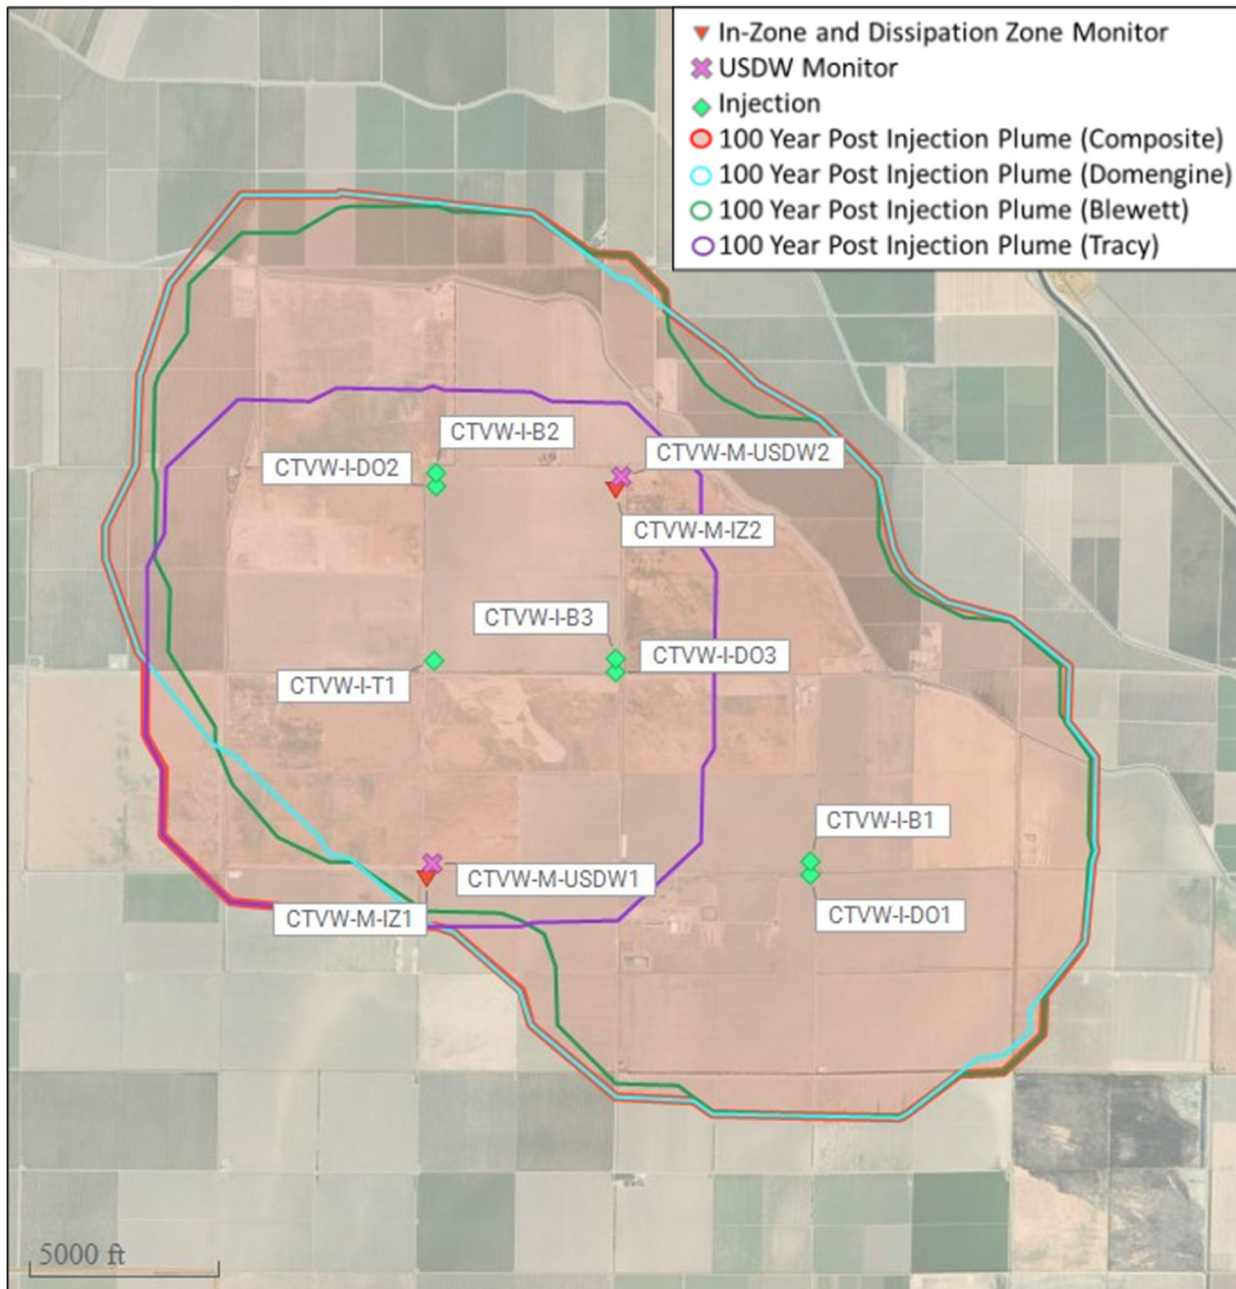 In-Zone and Dissipation Zone Monitor
USDW Monitor
Injection
100 Year Post Injection Plume (Composite)
100 Year Post Injection Plume (Domengine)
100 Year Post Injection Plume (Blewett)
100 Year Post Injection Plume (Tracy)
CTVW-I-B2
CTVW-M-USDW2
CTVW-I-DO2
CTVW-M-IZ2
CTVW-I-B3
CTVW-I-DO3
CTVW-I-T1
CTVW-I-B1
CTVW-M-USDW1
CTVW-M-IZ1
CTVW-I-DO1
5000 ft